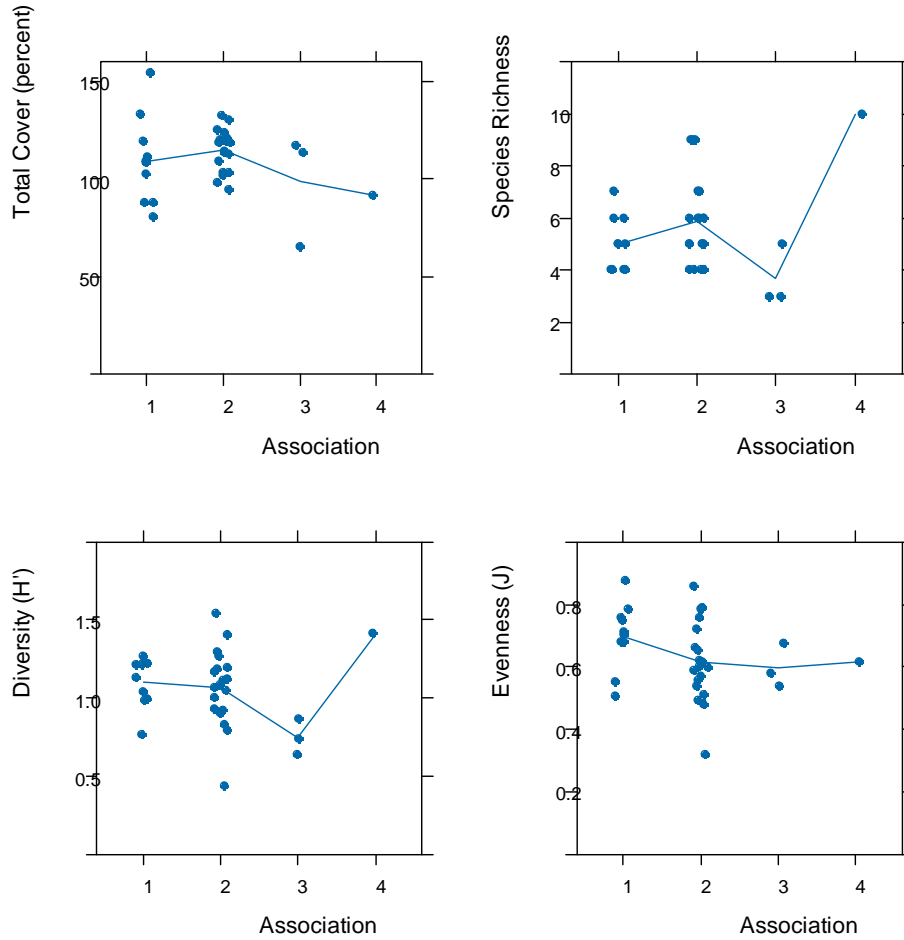 Total Cover (percent)
150
100
50
1 2 3 4
Association
Species Richness
10
8
6
4
2
1 2 3 4
Association
Diversity (H')
1.5
1.0
0.5
1 2 3 4
Association
Evenness (J)
0.8
0.6
0.4
0.2
1 2 3 4
Association